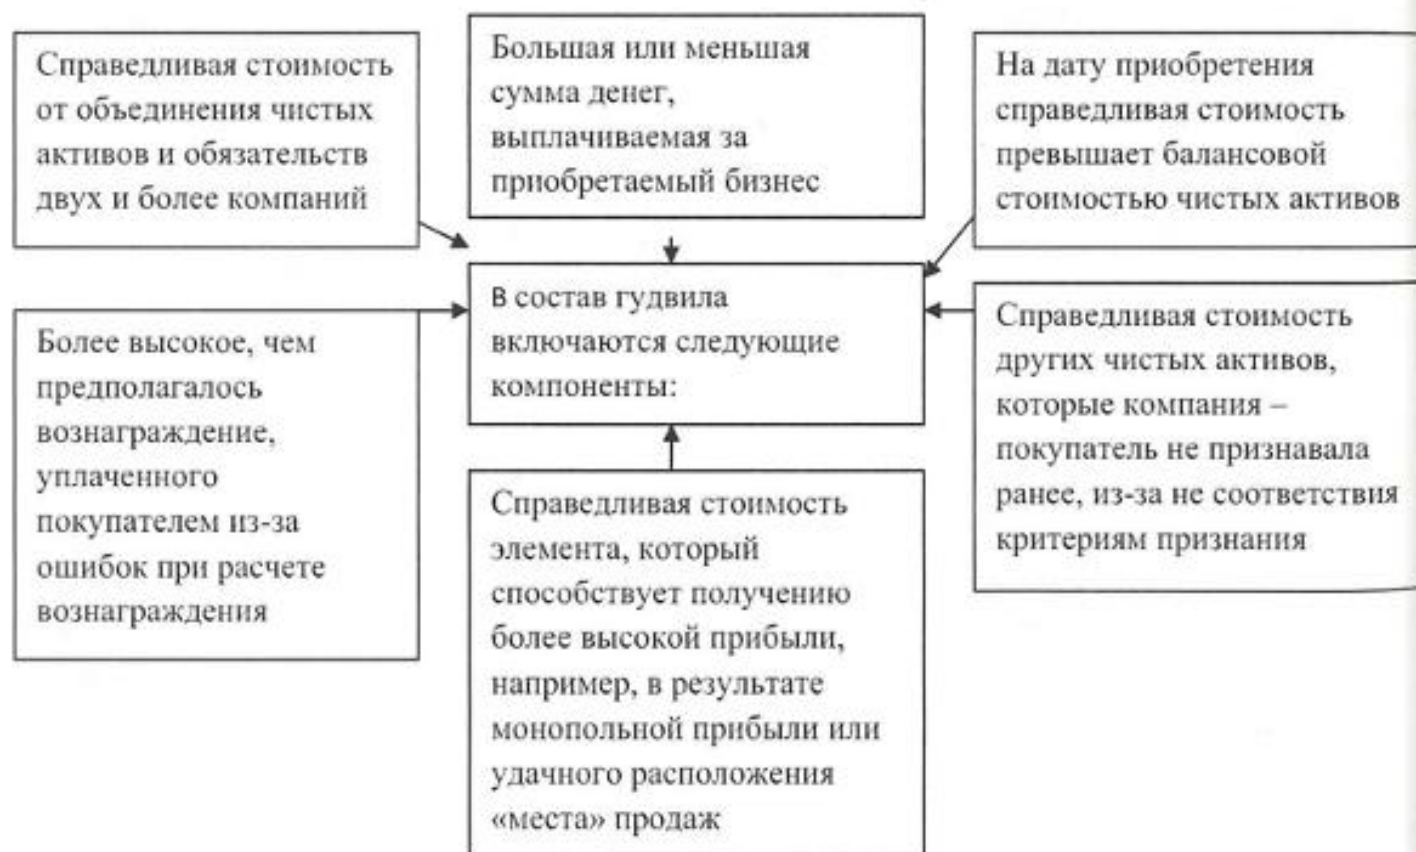 Справедливая стоимость
от объединения чистых
активов и обязательств
двух и более компаний
Большая или меньшая
сумма денег,
выплачиваемая за
приобретаемый бизнес
На дату приобретения
справедливая стоимость
превышает балансовой
стоимостью чистых активов
В состав гудвила
включаются следующие
компоненты:
Более высокое, чем
предполагалось
вознаграждение,
уплаченного
покупателем из-за
ошибок при расчете
вознаграждения
Справедливая стоимость
других чистых активов,
которые компания –
покупатель не признавала
ранее, из-за не соответствия
критериям признания
Справедливая стоимость
элемента, который
способствует получению
более высокой прибыли,
например, в результате
монопольной прибыли или
удачного расположения
«места» продаж